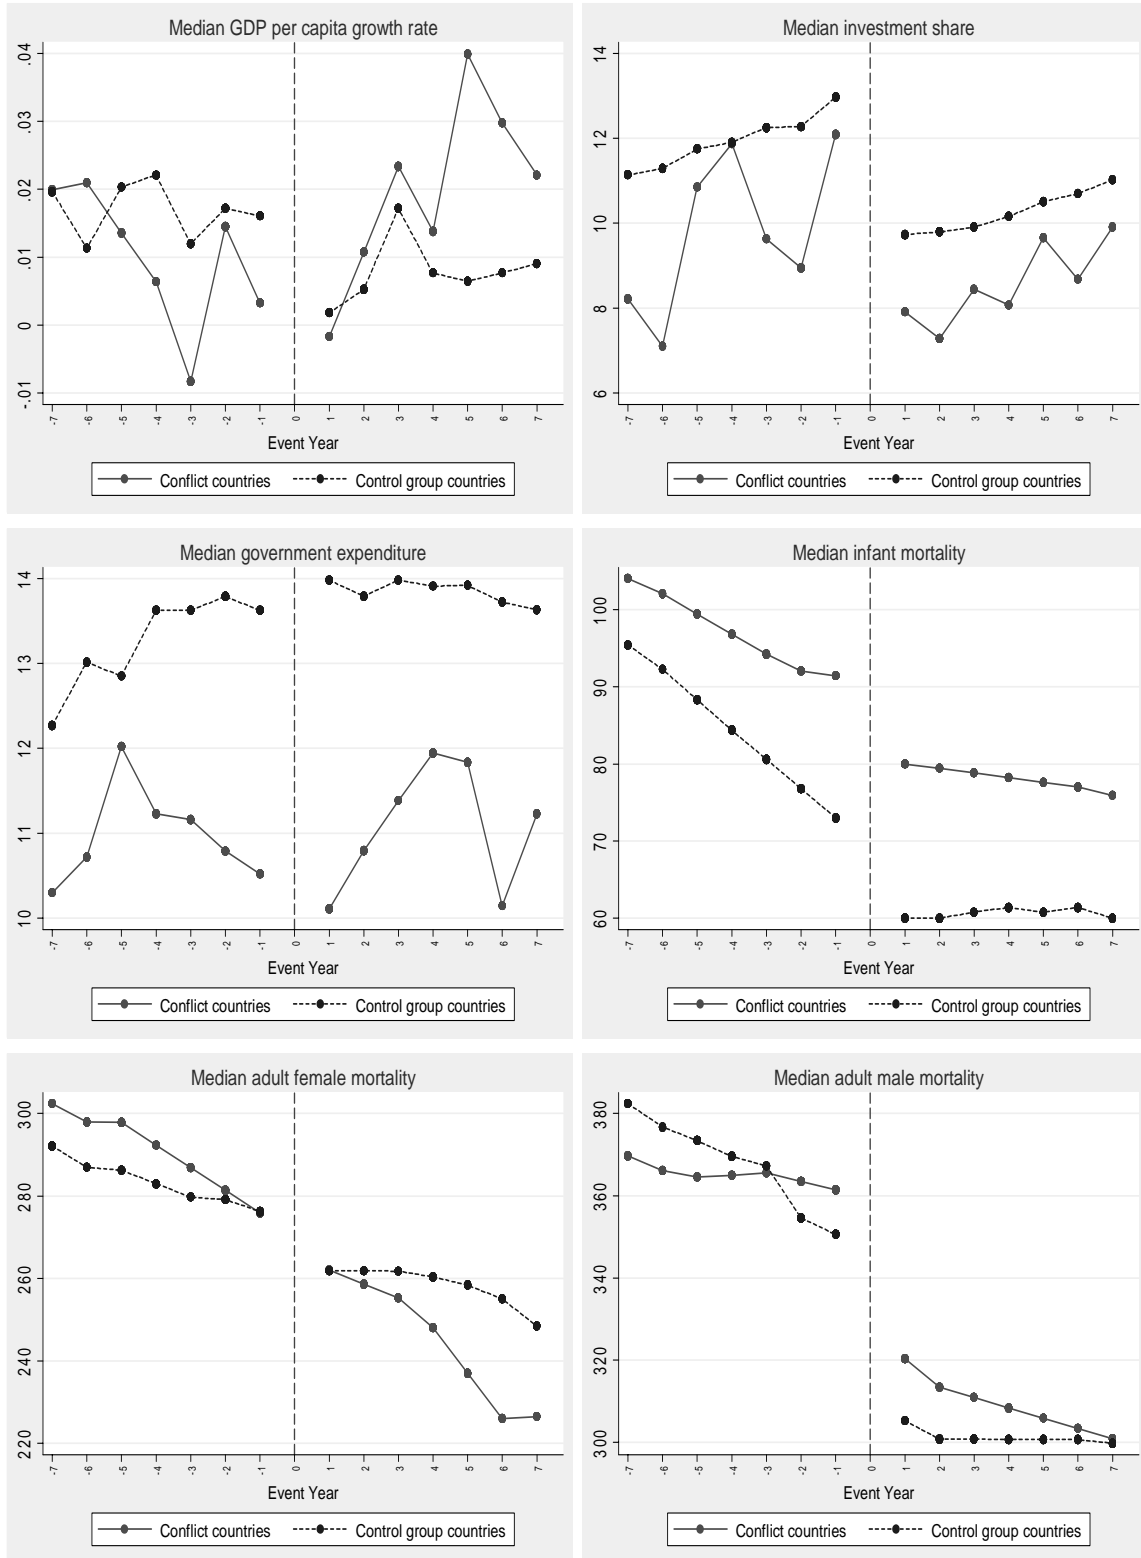 Median GDP per capita growth rate
.04
.03
.02
.01
0
-.01
-7 -6 -5 -4 -3 -2 -1 0 1 2 3 4 5 6 7
Event Year
Conflict countries Control group countries
Median investment share
14
12
10
8
6
-7 -6 -5 -4 -3 -2 -1 0 1 2 3 4 5 6 7
Event Year
Conflict countries Control group countries
Median government expenditure
14
13
12
11
10
-7 -6 -5 -4 -3 -2 -1 0 1 2 3 4 5 6 7
Event Year
Conflict countries Control group countries
Median infant mortality
100
90
80
70
60
-7 -6 -5 -4 -3 -2 -1 0 1 2 3 4 5 6 7
Event Year
Conflict countries Control group countries
Median adult female mortality
300
280
260
240
220
-7 -6 -5 -4 -3 -2 -1 0 1 2 3 4 5 6 7
Event Year
Conflict countries Control group countries
Median adult male mortality
380
360
340
320
300
-7 -6 -5 -4 -3 -2 -1 0 1 2 3 4 5 6 7
Event Year
Conflict countries Control group countries